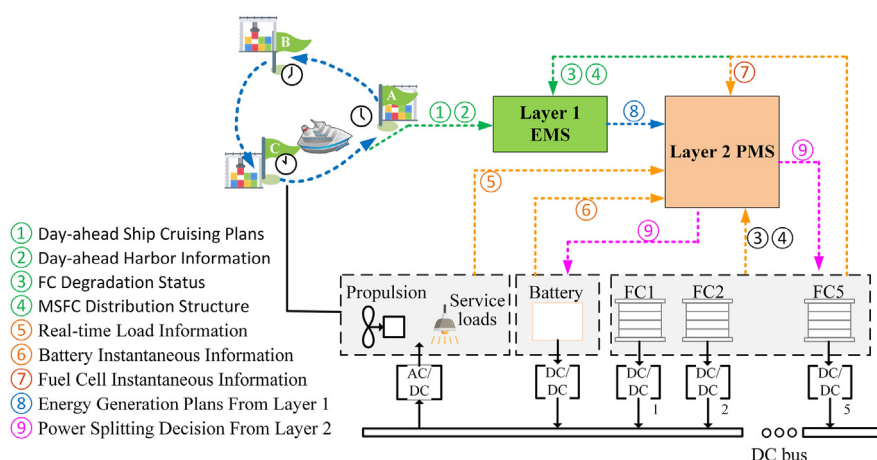 B
A
C
① ②
③ ④
⑦
Layer 1
EMS
⑧
Layer 2 PMS
⑨
⑤
⑥
⑨
③ ④
① Day-ahead Ship Cruising Plans
② Day-ahead Harbor Information
③ FC Degradation Status
④ MSFC Distribution Structure
⑤ Real-time Load Information
⑥ Battery Instantaneous Information
⑦ Fuel Cell Instantaneous Information
⑧ Energy Generation Plans From Layer 1
⑨ Power Splitting Decision From Layer 2
Propulsion
Service
loads
Battery
FC1
FC2
FC5
AC/
DC
DC/
DC
DC/
DC
1
DC/
DC
2
DC/
DC
5
DC bus